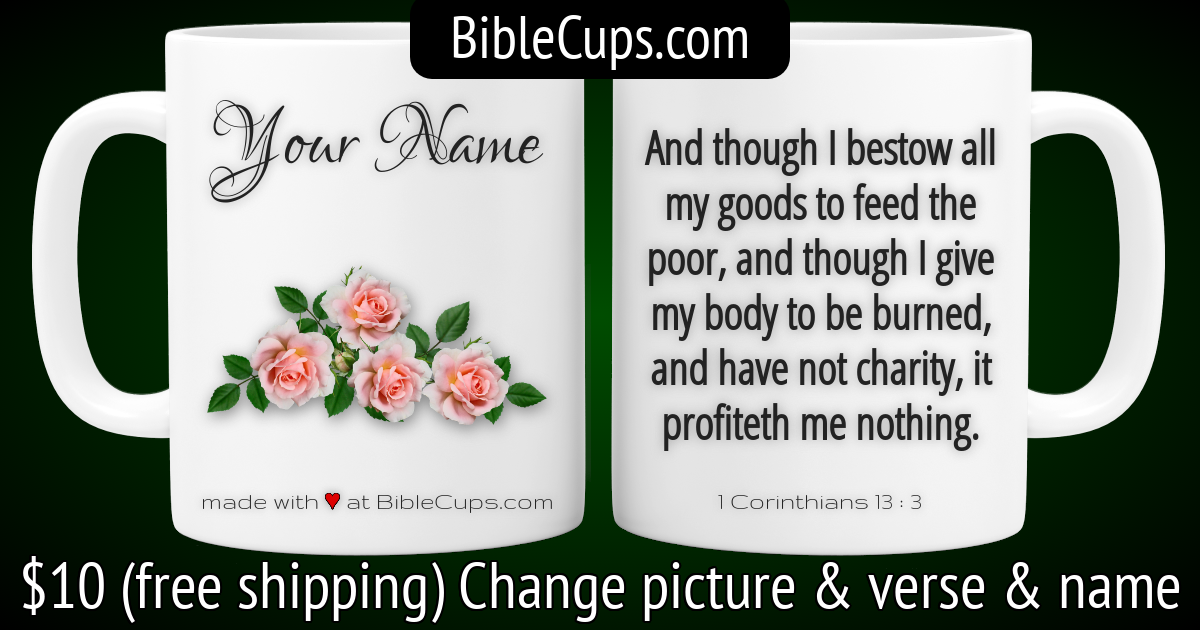 BibleCups.com
Your Name
made with ♥ at BibleCups.com
And though I bestow all
my goods to feed the
poor, and though I give
my body to be burned,
and have not charity, it
profiteth me nothing.
1 Corinthians 13 : 3
$10 (free shipping) Change picture & verse & name